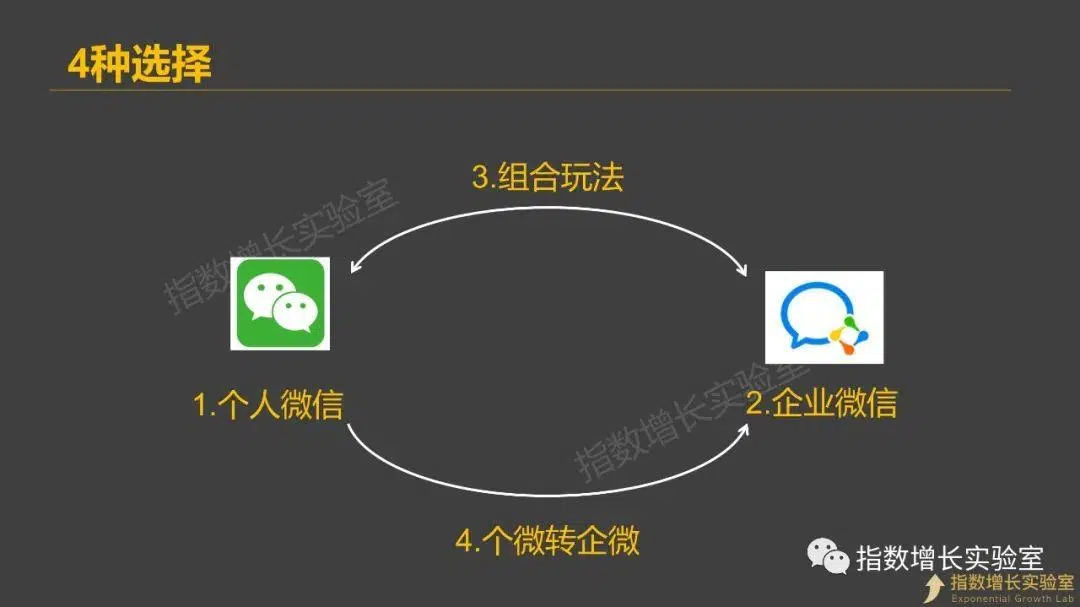 4种选择
3.组合玩法
指数增长实验室
1.个人微信
2.企业微信
指数增长实验室
4.个微转企微
指数增长实验室
指数增长实验室
Exponential Growth Lab